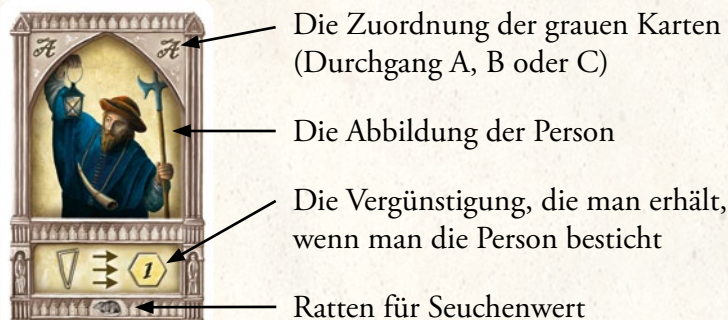 A A
1
Die Zuordnung der grauen Karten
(Durchgang A, B oder C)
Die Abbildung der Person
Die Vergünstigung, die man erhält,
wenn man die Person besticht
Ratten für Seuchenwert